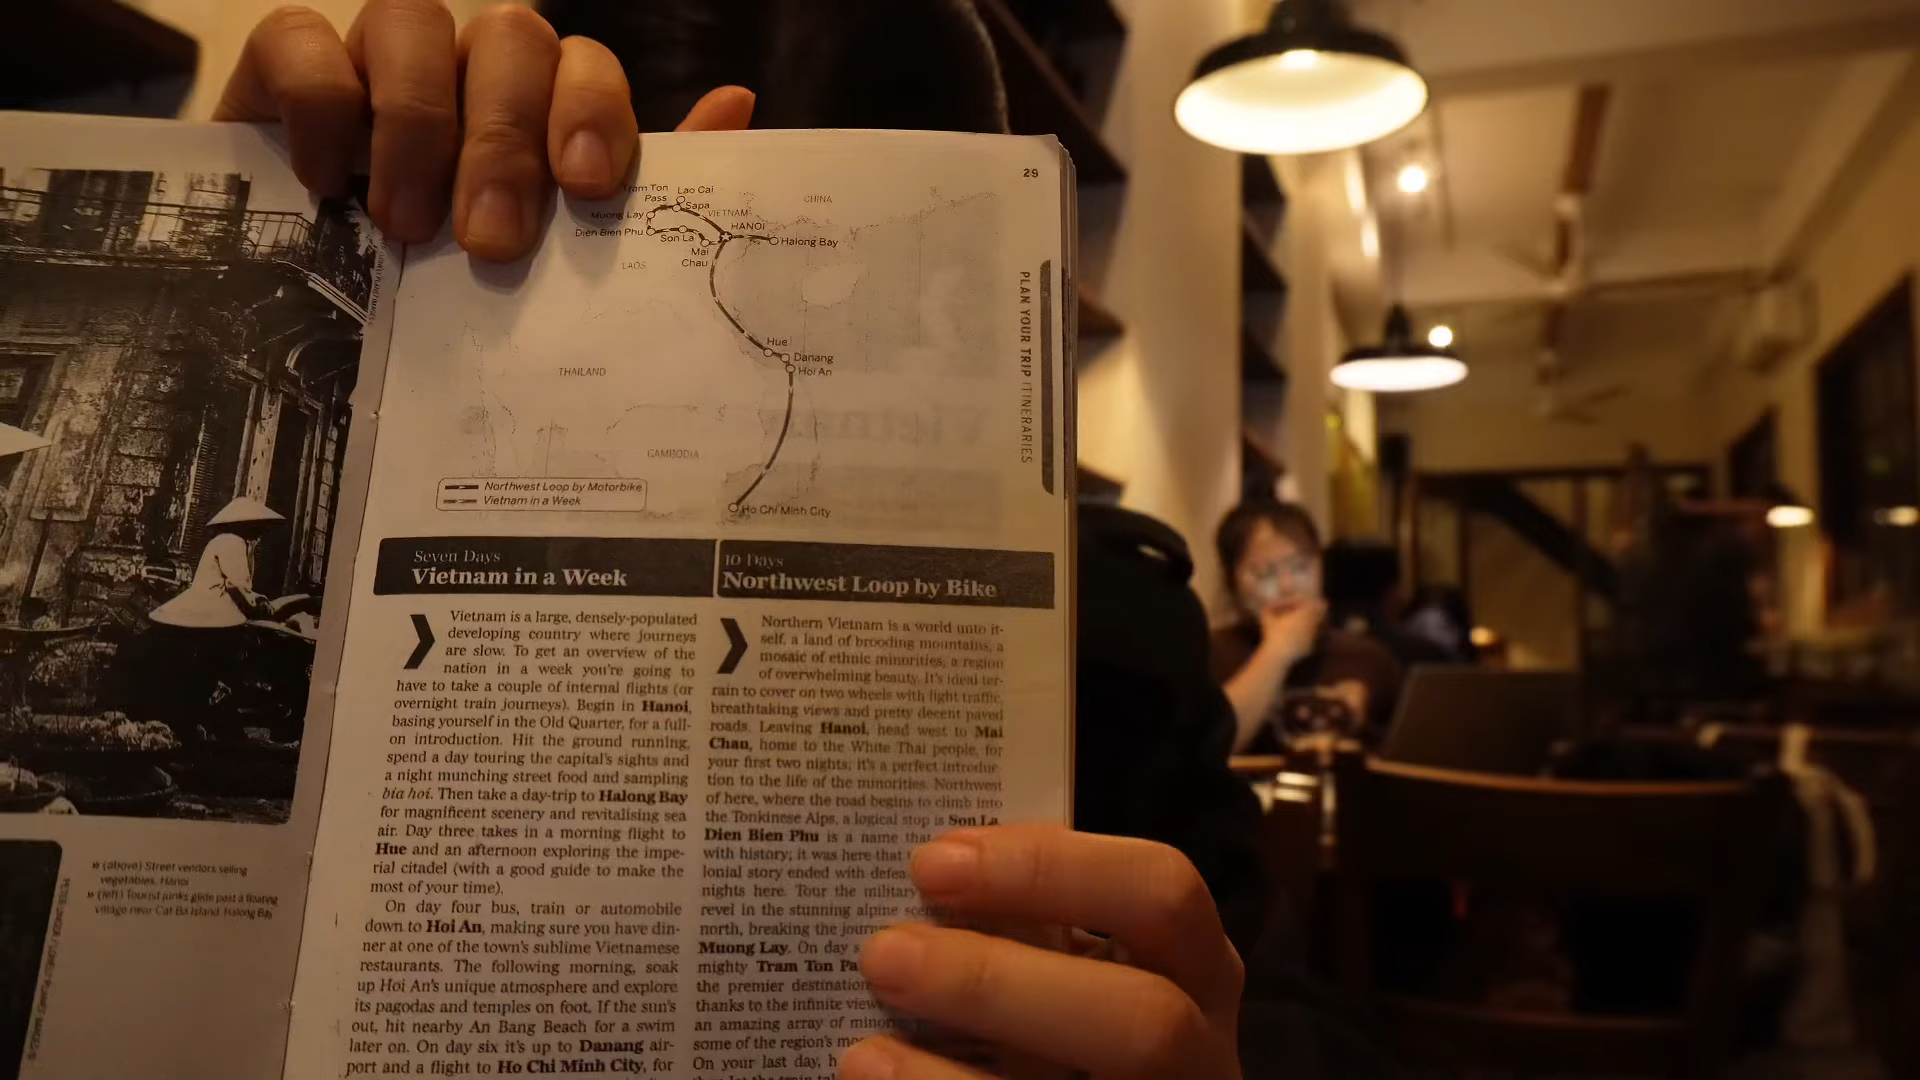 29
Tram Ton
Pass
Lao Cai
Sapa
Muong Lay
VIETNAM
CHINA
HANOI
Dien Bien Phu
Son La
Halong Bay
Mai
Chau
LAOS
Hue
Danang
Hoi An
THAILAND
CAMBODIA
Northwest Loop by Motorbike
Vietnam in a Week
Ho Chi Minh City
PLAN YOUR TRIP ITINERARIES
Seven Days
Vietnam in a Week
Vietnam is a large, densely-populated
developing country where journeys
are slow. To get an overview of the
nation in a week you're going to
have to take a couple of internal flights (or
overnight train journeys). Begin in Hanoi,
basing yourself in the Old Quarter, for a full-
on introduction. Hit the ground running,
spend a day touring the capital's sights and
a night munching street food and sampling
bia hoi. Then take a day-trip to Halong Bay
for magnificent scenery and revitalising sea
air. Day three takes in a morning flight to
Hue and an afternoon exploring the impe-
rial citadel (with a good guide to make the
most of your time).
On day four bus, train or automobile
down to Hoi An, making sure you have din-
ner at one of the town's sublime Vietnamese
restaurants. The following morning, soak
up Hoi An's unique atmosphere and explore
its pagodas and temples on foot. If the sun's
out, hit nearby An Bang Beach for a swim
later on. On day six it's up to Danang air-
port and a flight to Ho Chi Minh City, for
10 Days
Northwest Loop by Bike
Northern Vietnam is a world unto it-
self, a land of brooding mountains, a
mosaic of ethnic minorities, a region
of overwhelming beauty. It's ideal ter-
rain to cover on two wheels with light traffic,
breathtaking views and pretty decent paved
roads. Leaving Hanoi, head west to Mai
Chau, home to the White Thai people, for
your first two nights; it's a perfect introduc-
tion to the life of the minorities. Northwest
of here, where the road begins to climb into
the Tonkinese Alps, a logical stop is Son La.
Dien Bien Phu is a name that
with history; it was here that
lonial story ended with defea
nights here. Tour the military
revel in the stunning alpine
north, breaking the journ
Muong Lay. On day s
mighty Tram Ton Pa
the premier destination
thanks to the infinite view
an amazing array of minor
some of the region's mo
On your last day, h
» (above) Street vendors selling
vegetables, Hanoi
» (left) Tourist junks glide past a floating
village near Cat Ba Island, Halong Bay